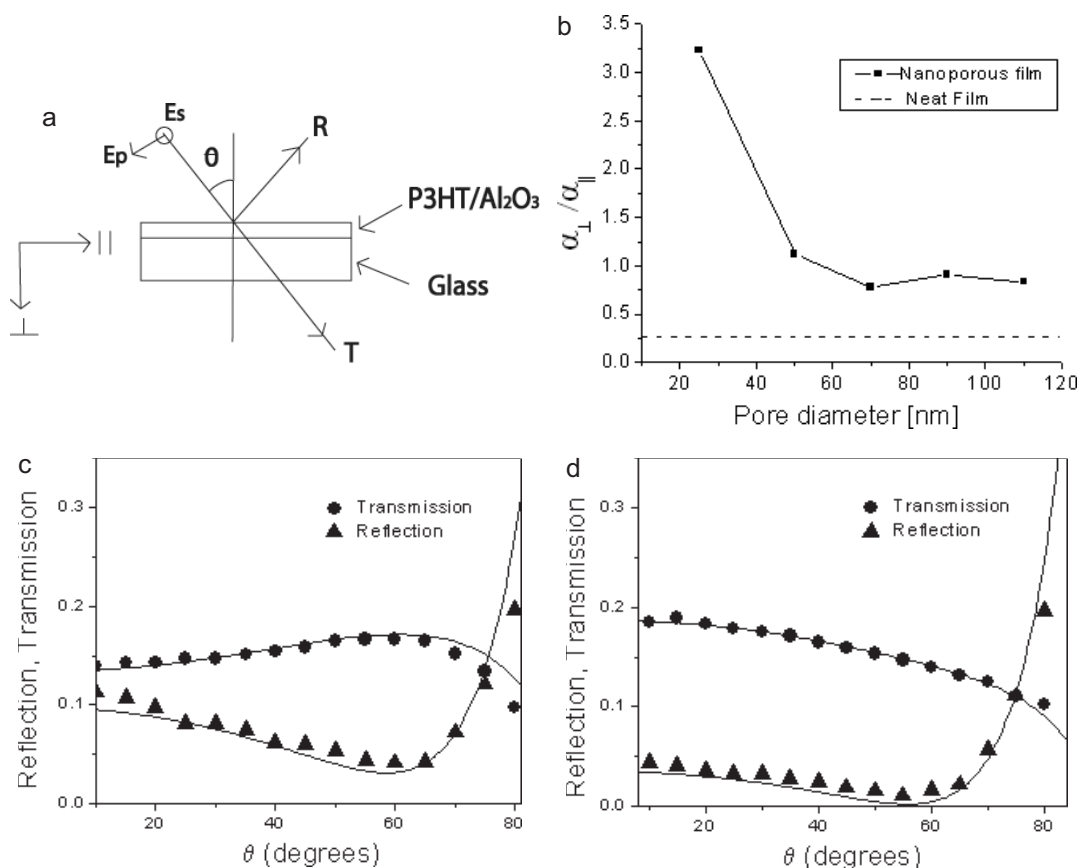 a
Es
Ep
θ
R
P3HT/Al₂O₃
||
Glass
⊥
T
b
3.5
3.0
2.5
2.0
1.5
1.0
0.5
0.0
α⊥/α||
Nanoporous film
Neat Film
20 40 60 80 100 120
Pore diameter [nm]
c
0.3
0.2
0.1
0.0
Reflection, Transmission
Transmission
Reflection
20 40 60 80
θ (degrees)
d
0.3
0.2
0.1
0.0
Reflection, Transmission
Transmission
Reflection
20 40 60 80
θ (degrees)